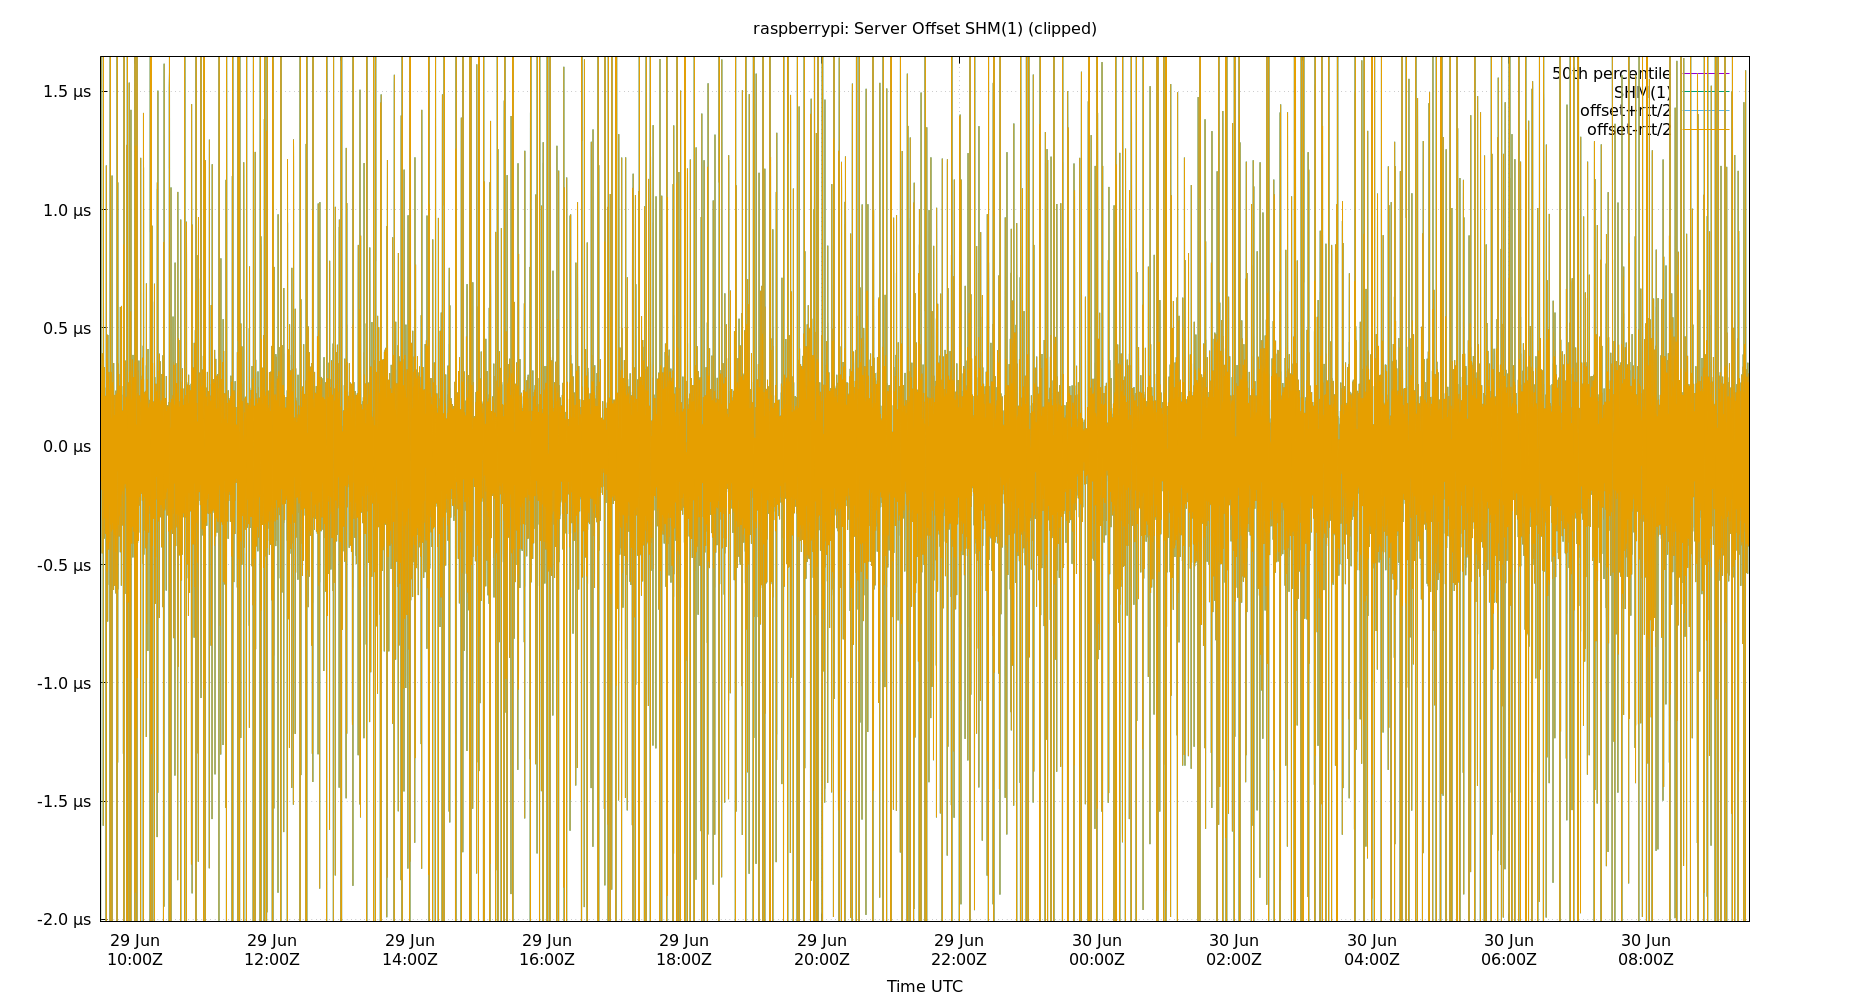 raspberrypi: Server Offset SHM(1) (clipped)
50th percentile
SHM(1)
offset+rtt/2
offset-rtt/2
1.5 µs
1.0 µs
0.5 µs
0.0 µs
-0.5 µs
-1.0 µs
-1.5 µs
-2.0 µs
29 Jun 29 Jun 29 Jun 29 Jun 29 Jun 29 Jun 29 Jun 30 Jun 30 Jun 30 Jun 30 Jun 30 Jun
10:00Z 12:00Z 14:00Z 16:00Z 18:00Z 20:00Z 22:00Z 00:00Z 02:00Z 04:00Z 06:00Z 08:00Z
Time UTC